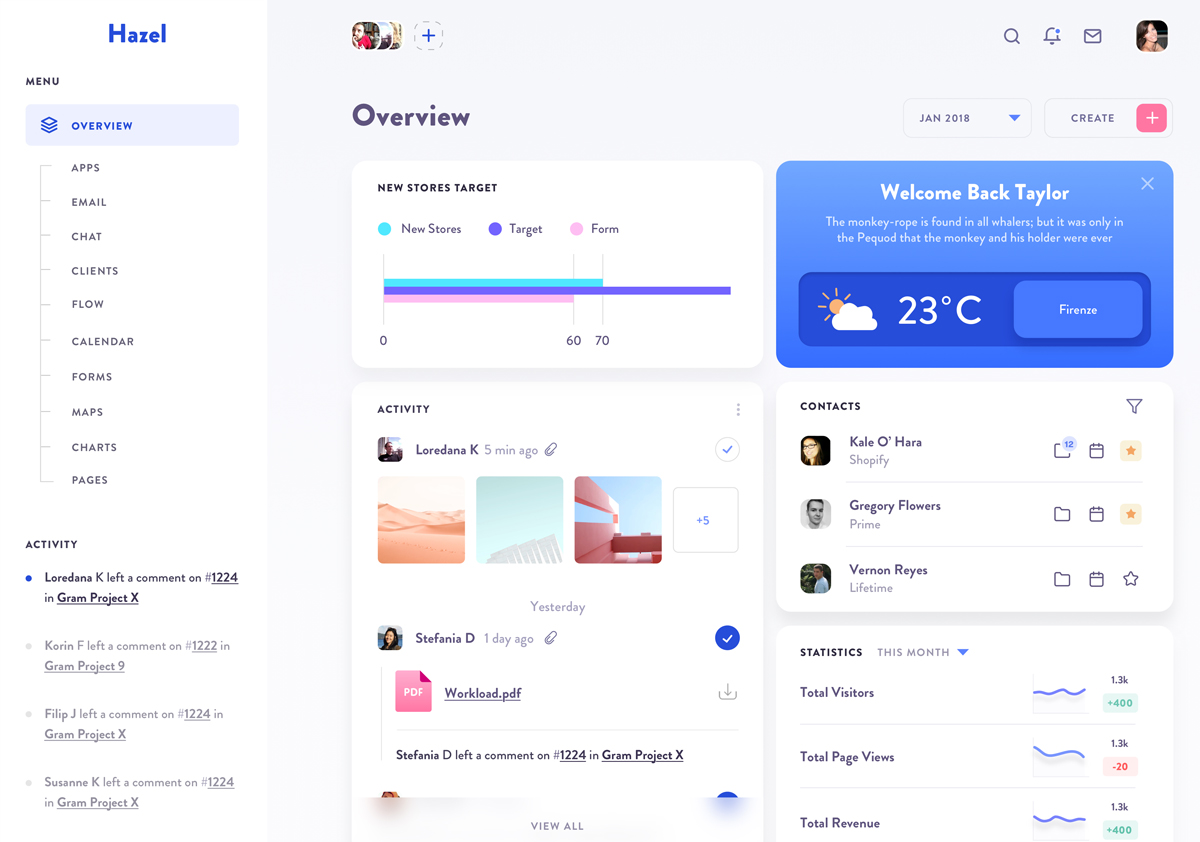 Hazel
MENU
OVERVIEW
APPS
EMAIL
CHAT
CLIENTS
FLOW
CALENDAR
FORMS
MAPS
CHARTS
PAGES
ACTIVITY
Loredana K left a comment on #1224
in Gram Project X
Korin F left a comment on #1222 in
Gram Project 9
Filip J left a comment on #1224 in
Gram Project X
Susanne K left a comment on #1224
in Gram Project X
Overview
JAN 2018
CREATE
NEW STORES TARGET
New Stores
Target
Form
0
60
70
Welcome Back Taylor
The monkey-rope is found in all whalers; but it was only in
the Pequod that the monkey and his holder were ever
23°C
Firenze
ACTIVITY
Loredana K 5 min ago
+5
Yesterday
Stefania D 1 day ago
PDF
Workload.pdf
Stefania D left a comment on #1224 in Gram Project X
VIEW ALL
CONTACTS
Kale O’ Hara
Shopify
12
Gregory Flowers
Prime
Vernon Reyes
Lifetime
STATISTICS THIS MONTH
Total Visitors
1.3k
+400
Total Page Views
1.3k
-20
Total Revenue
1.3k
+400